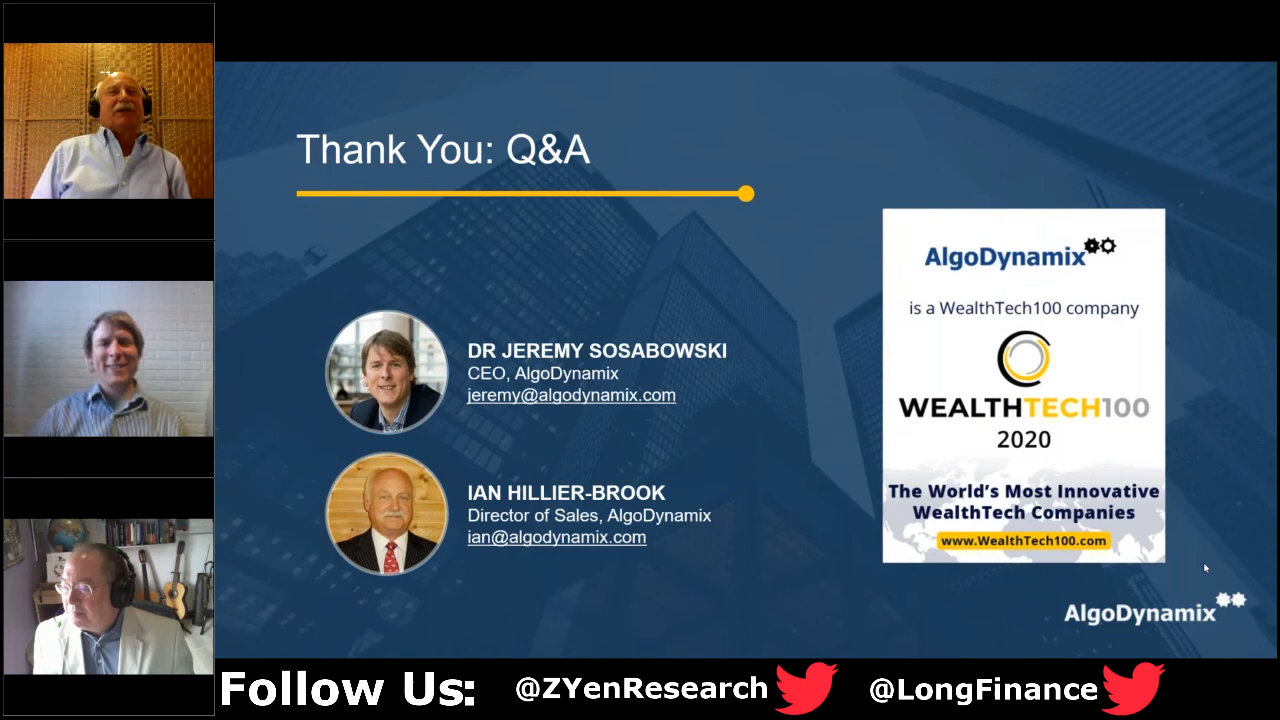 Thank You: Q&A
DR JEREMY SOSABOWSKI
CEO, AlgoDynamix
jeremy@algodynamix.com
IAN HILLIER-BROOK
Director of Sales, AlgoDynamix
ian@algodynamix.com
AlgoDynamix
is a WealthTech100 company
WEALTHTECH100
2020
The World's Most Innovative
WealthTech Companies
www.WealthTech100.com
AlgoDynamix
Follow Us: @ZYenResearch @LongFinance